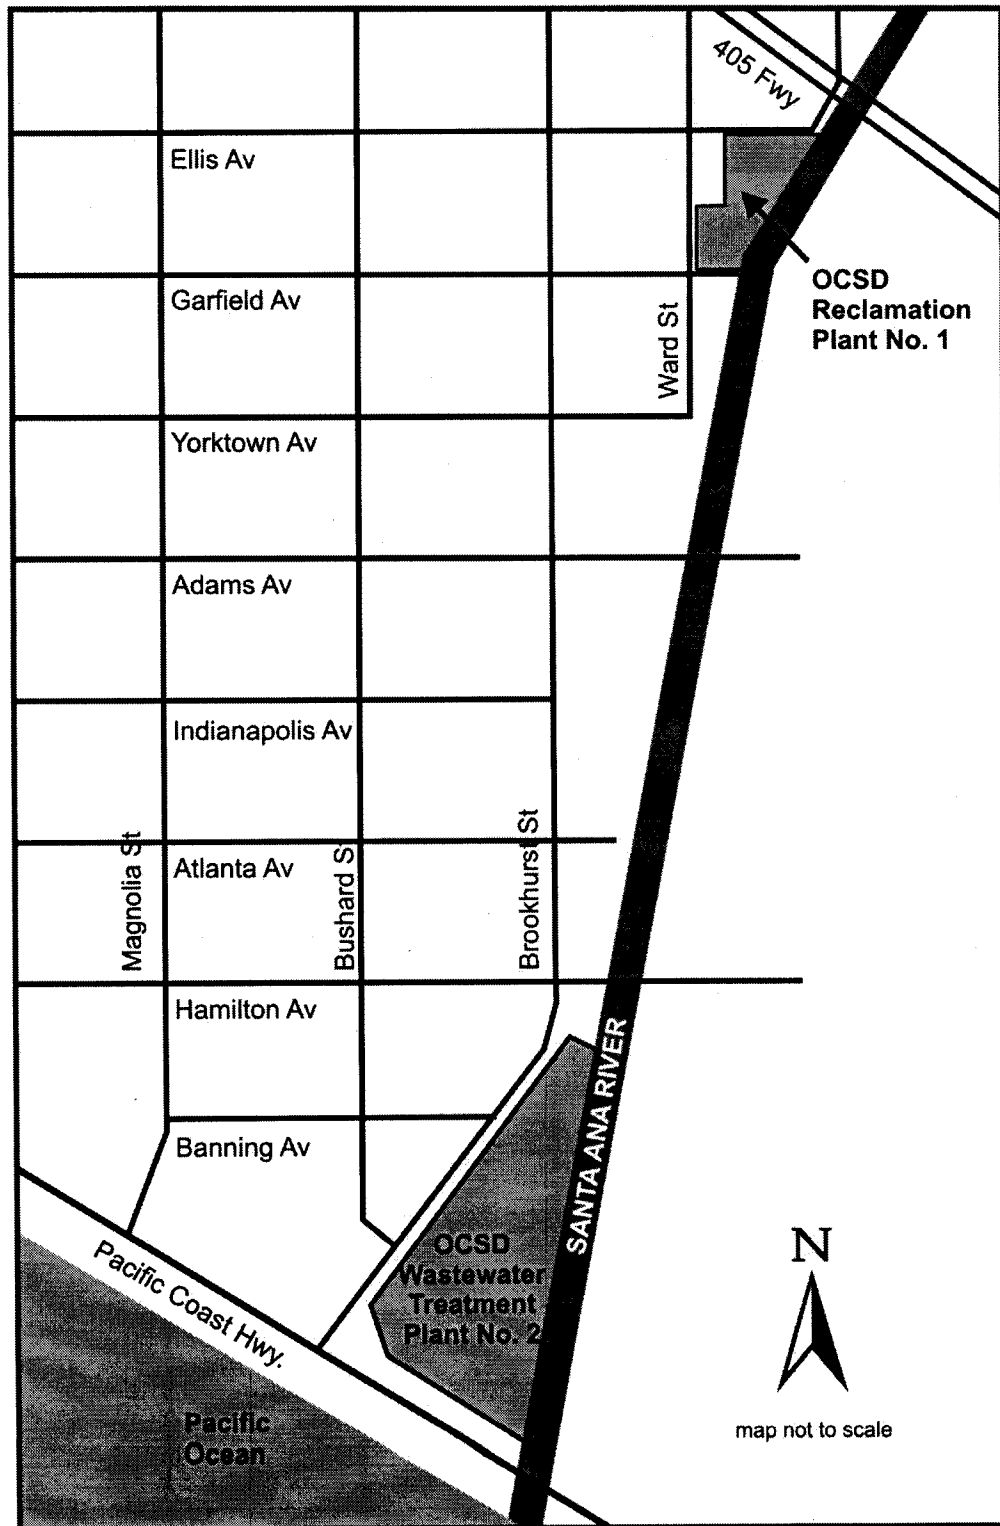 405 Fwy
Ellis Av
OCSD
Reclamation
Plant No. 1
Garfield Av
Ward St
Yorktown Av
Adams Av
Indianapolis Av
Magnolia St
Atlanta Av
Bushard S
Brookhurst St
Hamilton Av
SANTA ANA RIVER
Banning Av
OCSD
Wastewater
Treatment
Plant No. 2
Pacific Coast Hwy.
N
Pacific
Ocean
map not to scale